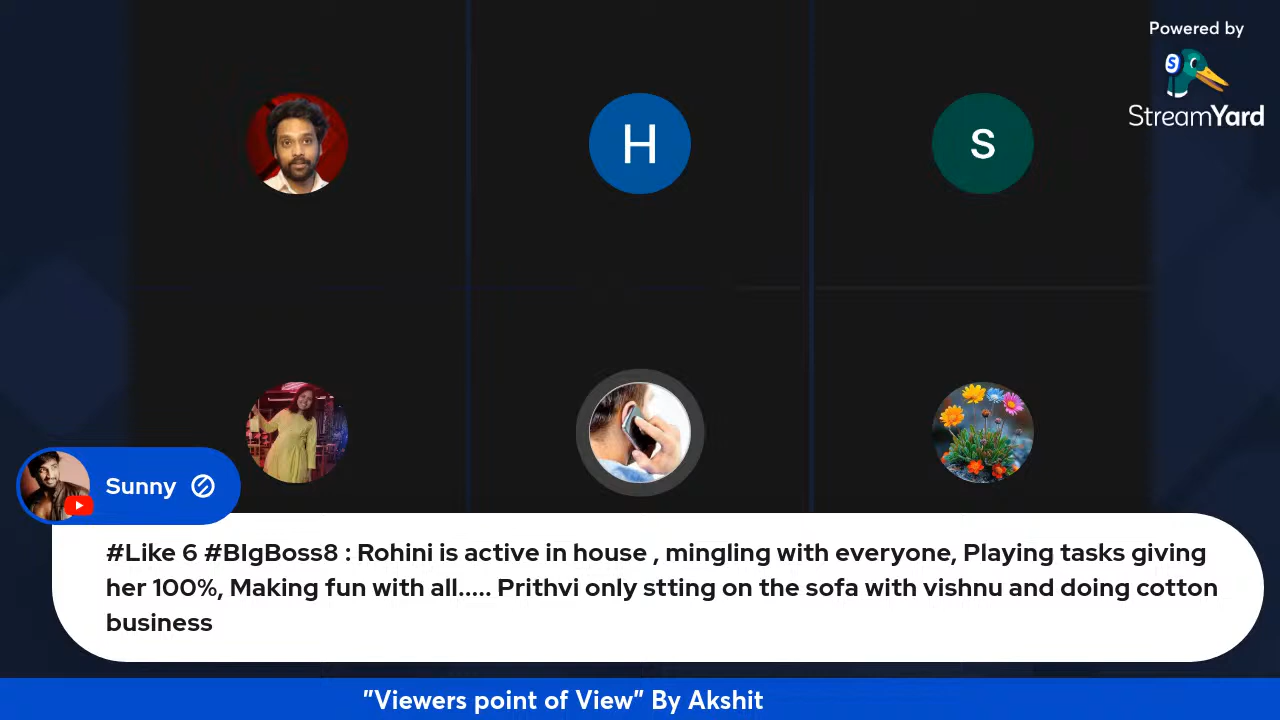 Powered by
StreamYard
H
S
Sunny
#Like 6 #BIgBoss8 : Rohini is active in house , mingling with everyone, Playing tasks giving
her 100%, Making fun with all..... Prithvi only stting on the sofa with vishnu and doing cotton
business
"Viewers point of View" By Akshit